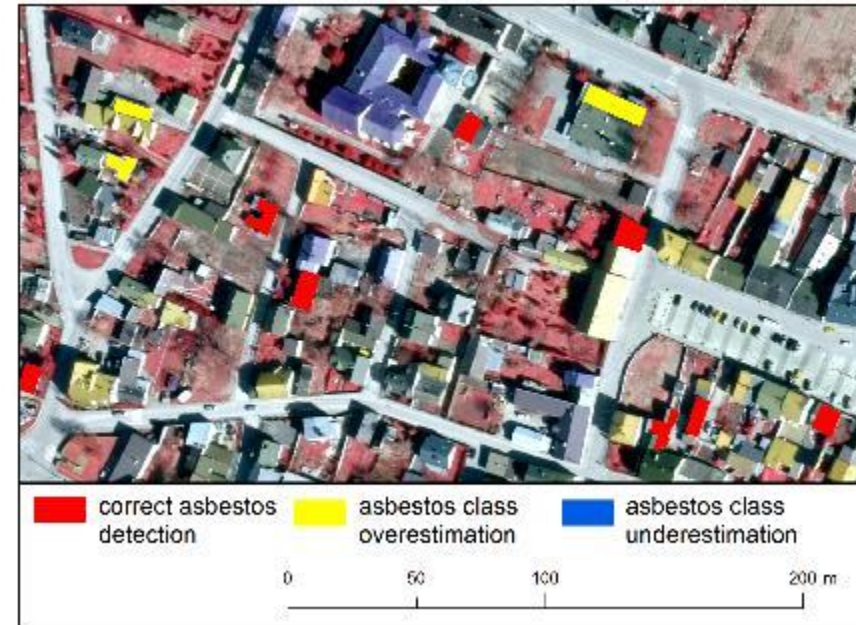 correct asbestos
detection
asbestos class
overestimation
asbestos class
underestimation
0 50 100 200 m